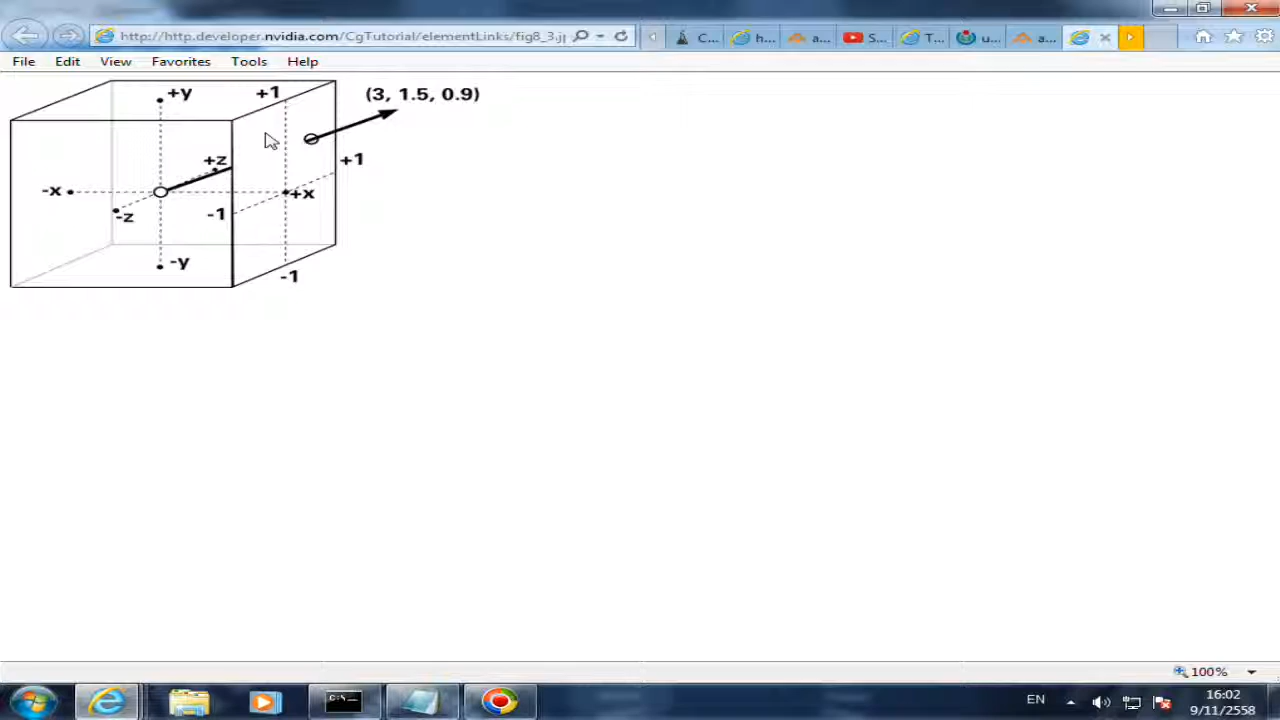 http://http.developer.nvidia.com/CgTutorial/elementLinks/fig8_3.jp
C...
h...
a...
S...
T...
u...
a...
File Edit View Favorites Tools Help
+y
+1
(3, 1.5, 0.9)
+z
+1
-x
+x
-z
-1
-y
-1
100%
C:\
EN
16:02
9/11/2558